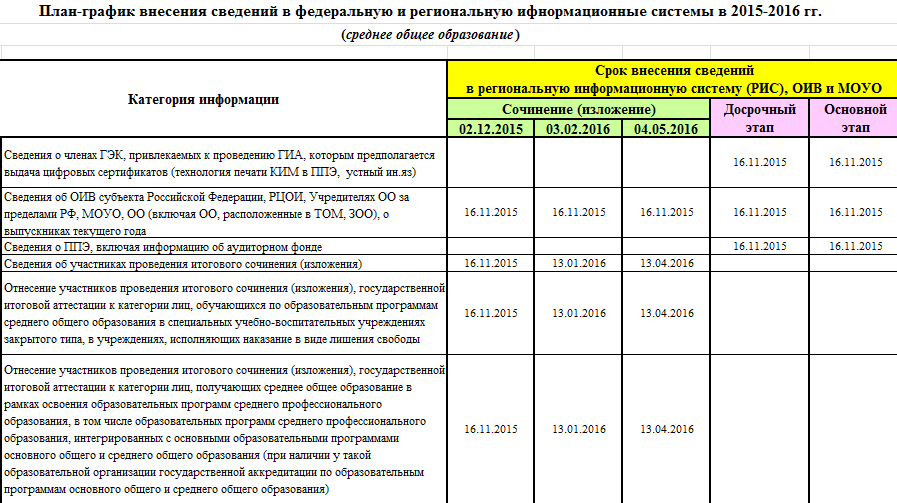 План-график внесения сведений в федеральную и региональную ифнормационные системы в 2015-2016 гг.
(среднее общее образование)
Категория информации
Срок внесения сведений
в региональную информационную систему (РИС), ОИВ и МОУО
Сочинение (изложение)
Досрочный
этап
Основной
этап
02.12.2015 03.02.2016 04.05.2016
Сведения о членах ГЭК, привлекаемых к проведению ГИА, которым предполагается
выдача цифровых сертификатов (технология печати КИМ в ППЭ, устный ин.яз)
16.11.2015 16.11.2015
Сведения об ОИВ субъекта Российской Федерации, РЦОИ, Учредителях ОО за
пределами РФ, МОУО, ОО (включая ОО, расположенные в ТОМ, ЗОО), о
выпускниках текущего года
16.11.2015 16.11.2015 16.11.2015 16.11.2015 16.11.2015
Сведения о ППЭ, включая информацию об аудиторном фонде
16.11.2015 16.11.2015
Сведения об участниках проведения итогового сочинения (изложения)
16.11.2015 13.01.2016 13.04.2016
Отнесение участников проведения итогового сочинения (изложения), государственной
итоговой аттестации к категории лиц, обучающихся по образовательным программам
среднего общего образования в специальных учебно-воспитательных учреждениях
закрытого типа, в учреждениях, исполняющих наказание в виде лишения свободы
16.11.2015 13.01.2016 13.04.2016
Отнесение участников проведения итогового сочинения (изложения), государственной
итоговой аттестации к категории лиц, получающих среднее общее образование в
рамках освоения образовательных программ среднего профессионального
образования, в том числе образовательных программ среднего профессионального
образования, интегрированных с основными образовательными программами
основного общего и среднего общего образования (при наличии у такой
образовательной организации государственной аккредитации по образовательным
программам основного общего и среднего общего образования)
16.11.2015 13.01.2016 13.04.2016